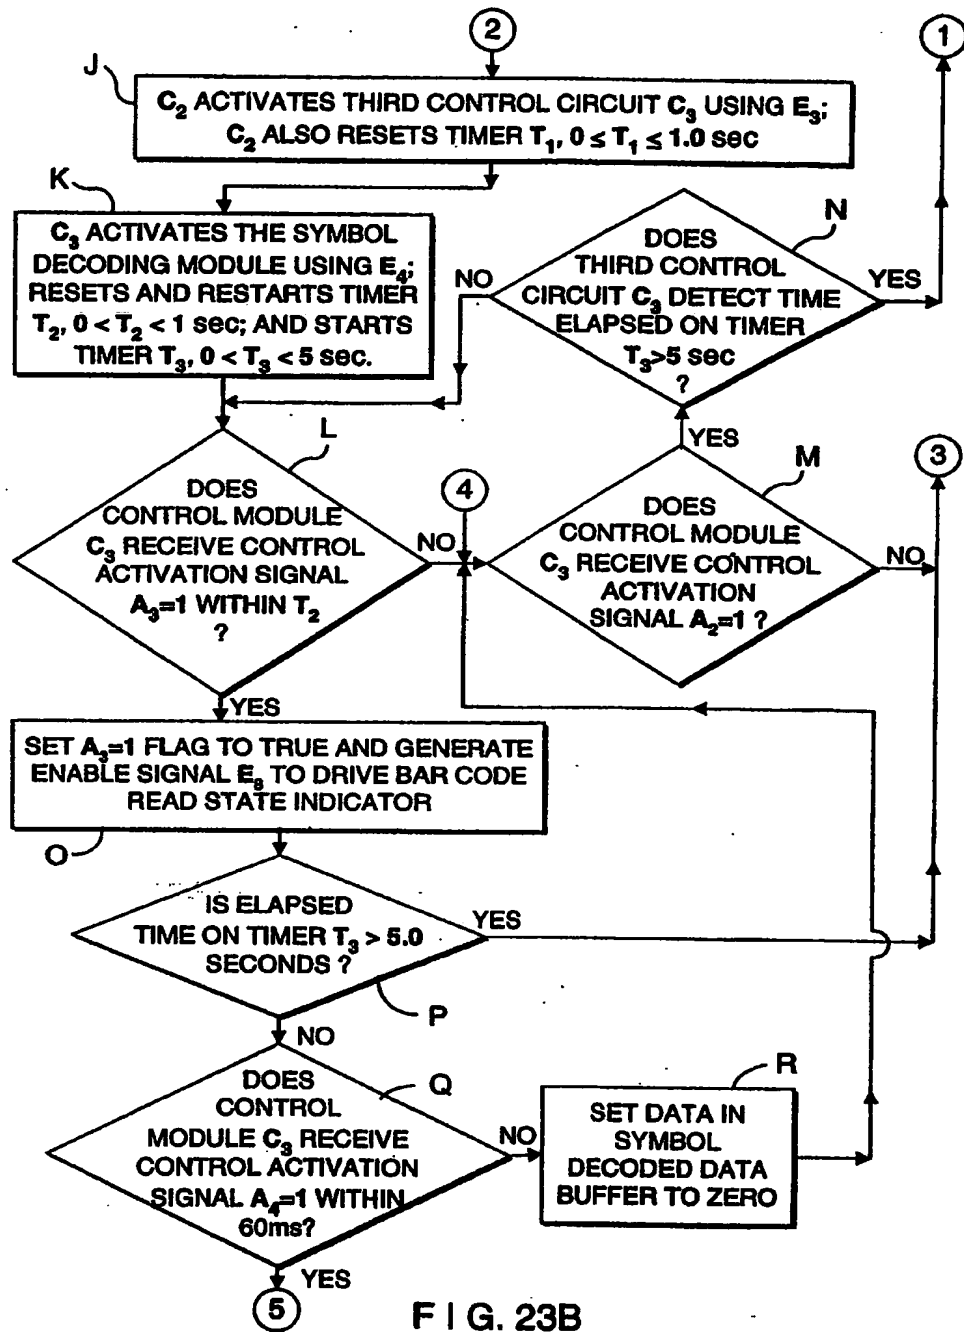 2
1
J
C₂ ACTIVATES THIRD CONTROL CIRCUIT C₃ USING E₃;
C₂ ALSO RESETS TIMER T₁, 0 ≤ T₁ ≤ 1.0 sec
K
C₃ ACTIVATES THE SYMBOL
DECODING MODULE USING E₄;
RESETS AND RESTARTS TIMER
T₂, 0 < T₂ < 1 sec; AND STARTS
TIMER T₃, 0 < T₃ < 5 sec.
N
DOES
THIRD CONTROL
CIRCUIT C₃ DETECT TIME
ELAPSED ON TIMER
T₃>5 sec
?
NO
YES
L
DOES
CONTROL MODULE
C₃ RECEIVE CONTROL
ACTIVATION SIGNAL
A₃=1 WITHIN T₂
?
NO
YES
4
YES
M
3
DOES
CONTROL MODULE
C₃ RECEIVE CONTROL
ACTIVATION
SIGNAL A₂=1 ?
NO
SET A₃=1 FLAG TO TRUE AND GENERATE
ENABLE SIGNAL E₈ TO DRIVE BAR CODE
READ STATE INDICATOR
O
IS ELAPSED
TIME ON TIMER T₃ > 5.0
SECONDS ?
YES
P
NO
DOES
CONTROL
MODULE C₃ RECEIVE
CONTROL ACTIVATION
SIGNAL A₄=1 WITHIN
60ms?
Q
NO
R
SET DATA IN
SYMBOL
DECODED DATA
BUFFER TO ZERO
YES
5
FIG. 23B